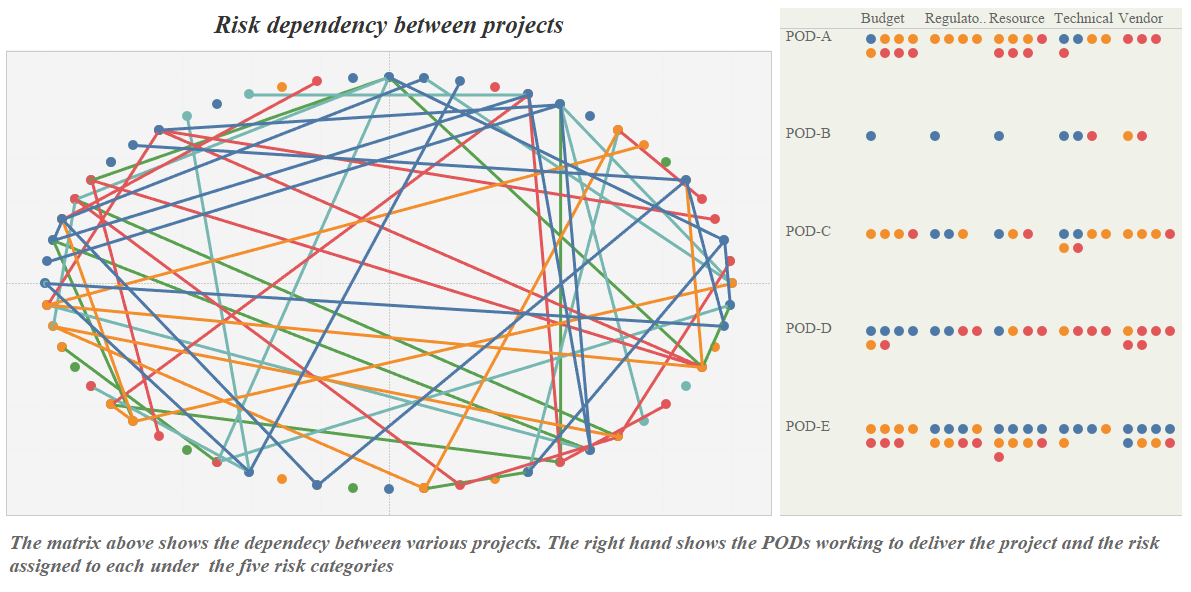 Risk dependency between projects
Budget Regulato.. Resource Technical Vendor
POD-A
POD-B
POD-C
POD-D
POD-E
The matrix above shows the dependecy between various projects. The right hand shows the PODs working to deliver the project and the risk
assigned to each under the five risk categories